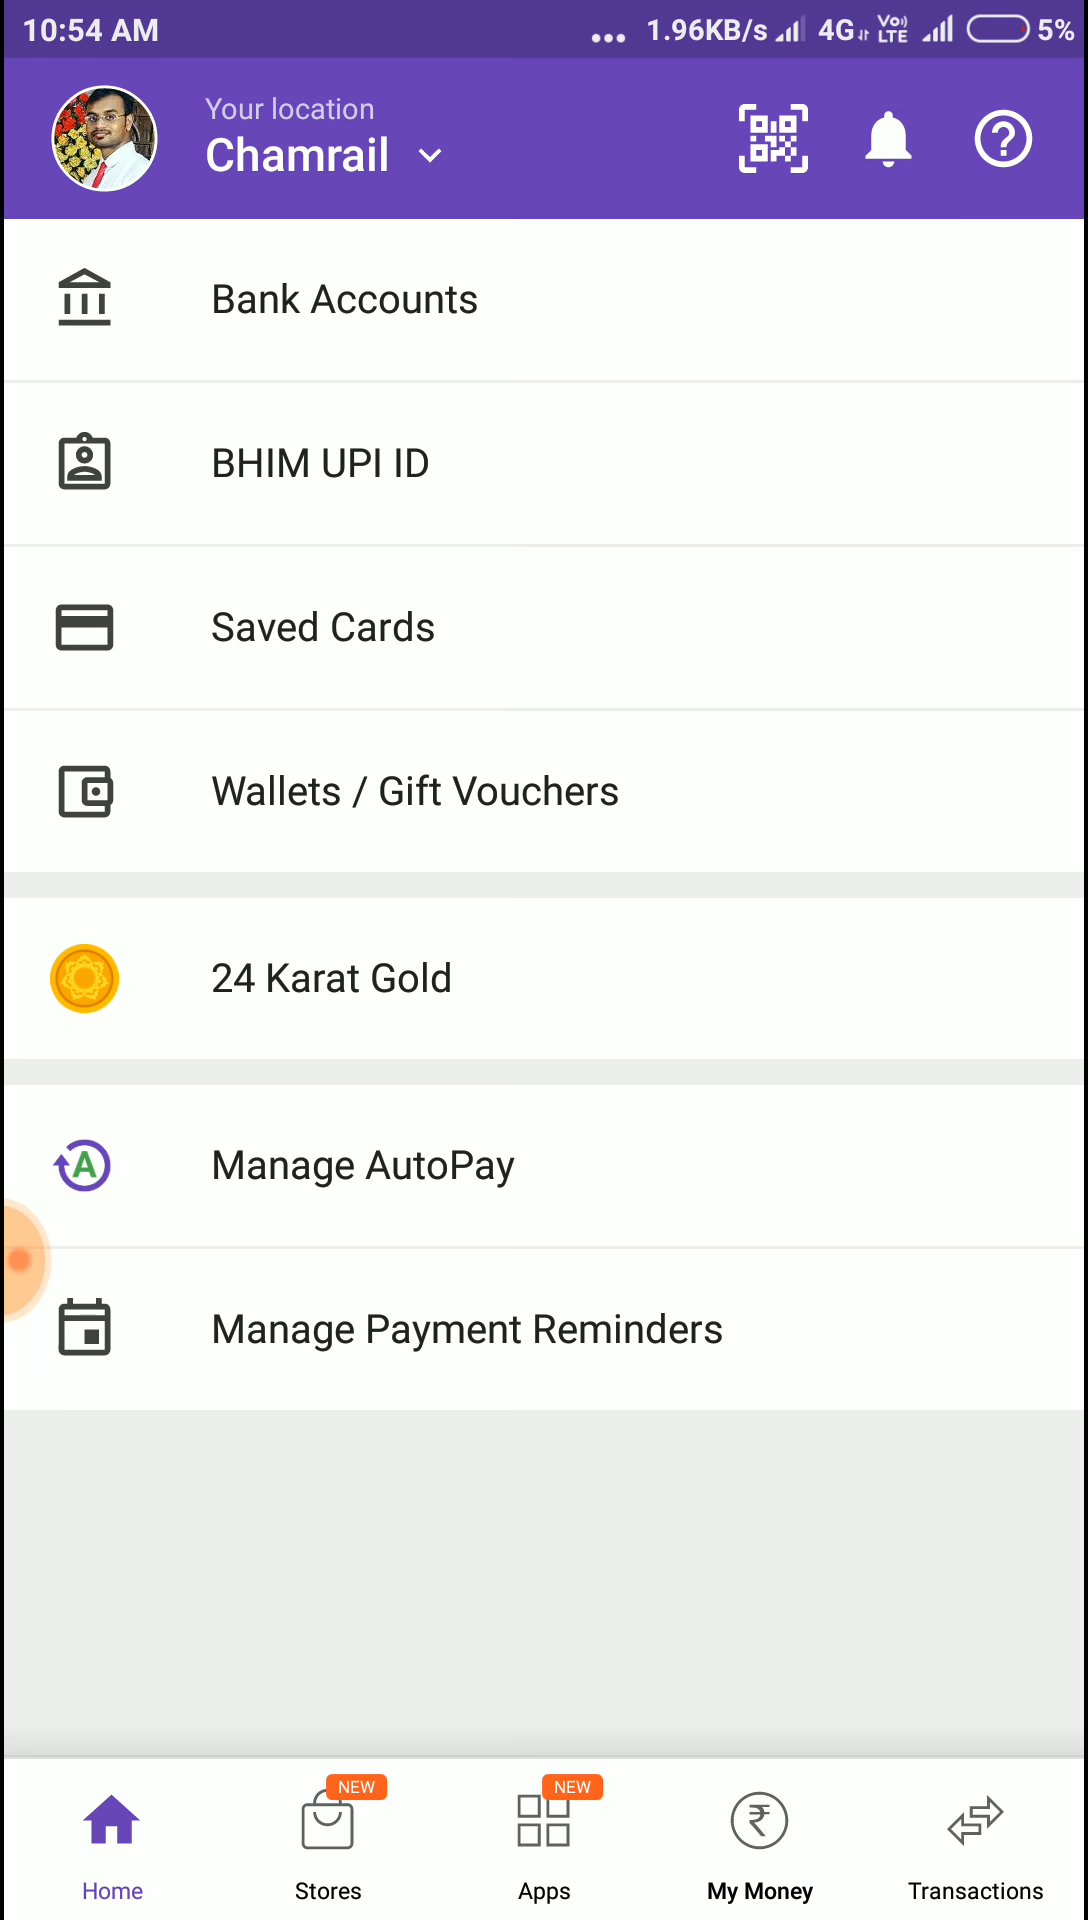 10:54 AM ... 1.96KB/s 4G VoLTE 5%
Your location
Chamrail
Bank Accounts
BHIM UPI ID
Saved Cards
Wallets / Gift Vouchers
24 Karat Gold
A Manage AutoPay
Manage Payment Reminders
NEW NEW
₹
Home Stores Apps My Money Transactions